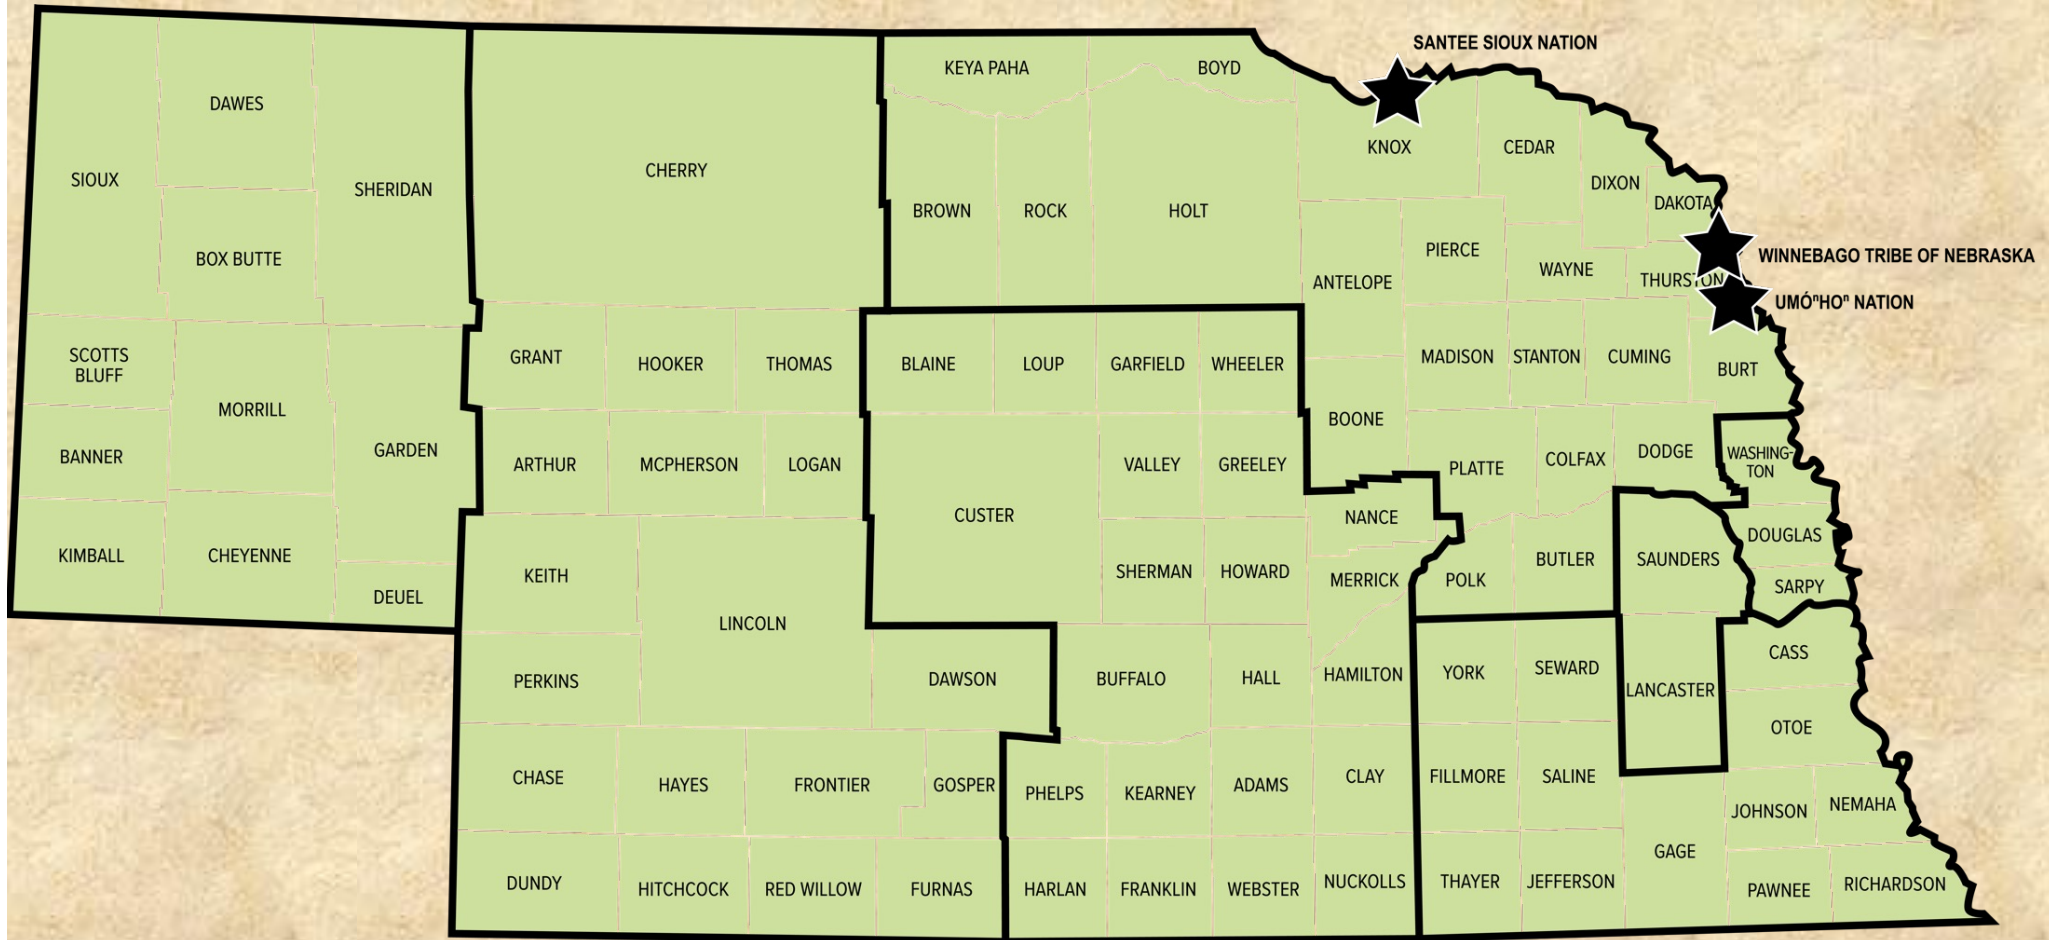 SANTEE SIOUX NATION
KEYA PAHA
BOYD
DAWES
KNOX
CEDAR
CHERRY
SIOUX
SHERIDAN
DIXON
DAKOTA
BROWN
ROCK
HOLT
PIERCE
WINNEBAGO TRIBE OF NEBRASKA
BOX BUTTE
WAYNE
ANTELOPE
THURSTON
UMÓⁿHOⁿ NATION
SCOTTS
BLUFF
GRANT
HOOKER
THOMAS
BLAINE
LOUP
GARFIELD
WHEELER
MADISON
STANTON
CUMING
BURT
MORRILL
BOONE
BANNER
GARDEN
ARTHUR
MCPHERSON
LOGAN
VALLEY
GREELEY
PLATTE
COLFAX
DODGE
WASHING-
TON
CUSTER
NANCE
KIMBALL
CHEYENNE
DEUEL
KEITH
SHERMAN
HOWARD
MERRICK
POLK
BUTLER
SAUNDERS
DOUGLAS
SARPY
LINCOLN
PERKINS
DAWSON
BUFFALO
HALL
HAMILTON
YORK
SEWARD
LANCASTER
CASS
OTOE
CHASE
HAYES
FRONTIER
GOSPER
PHELPS
KEARNEY
ADAMS
CLAY
FILLMORE
SALINE
JOHNSON
NEMAHA
GAGE
DUNDY
HITCHCOCK
RED WILLOW
FURNAS
HARLAN
FRANKLIN
WEBSTER
NUCKOLLS
THAYER
JEFFERSON
PAWNEE
RICHARDSON